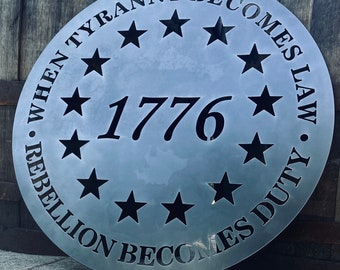 WHEN TYRANNY BECOMES LAW
1776
• REBELLION BECOMES DUTY •